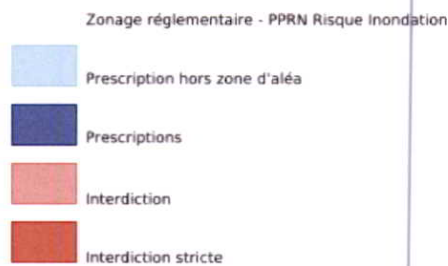 Zonage réglementaire - PPRN Risque Inondation
Prescription hors zone d'aléa
Prescriptions
Interdiction
Interdiction stricte